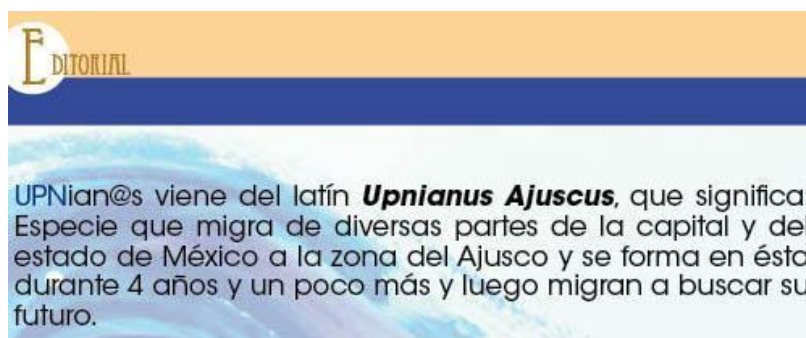 EDITORIAL
UPNian@s viene del latín Upnianus Ajuscus, que significa
Especie que migra de diversas partes de la capital y del
estado de México a la zona del Ajusco y se forma en ésta
durante 4 años y un poco más y luego migran a buscar su
futuro.